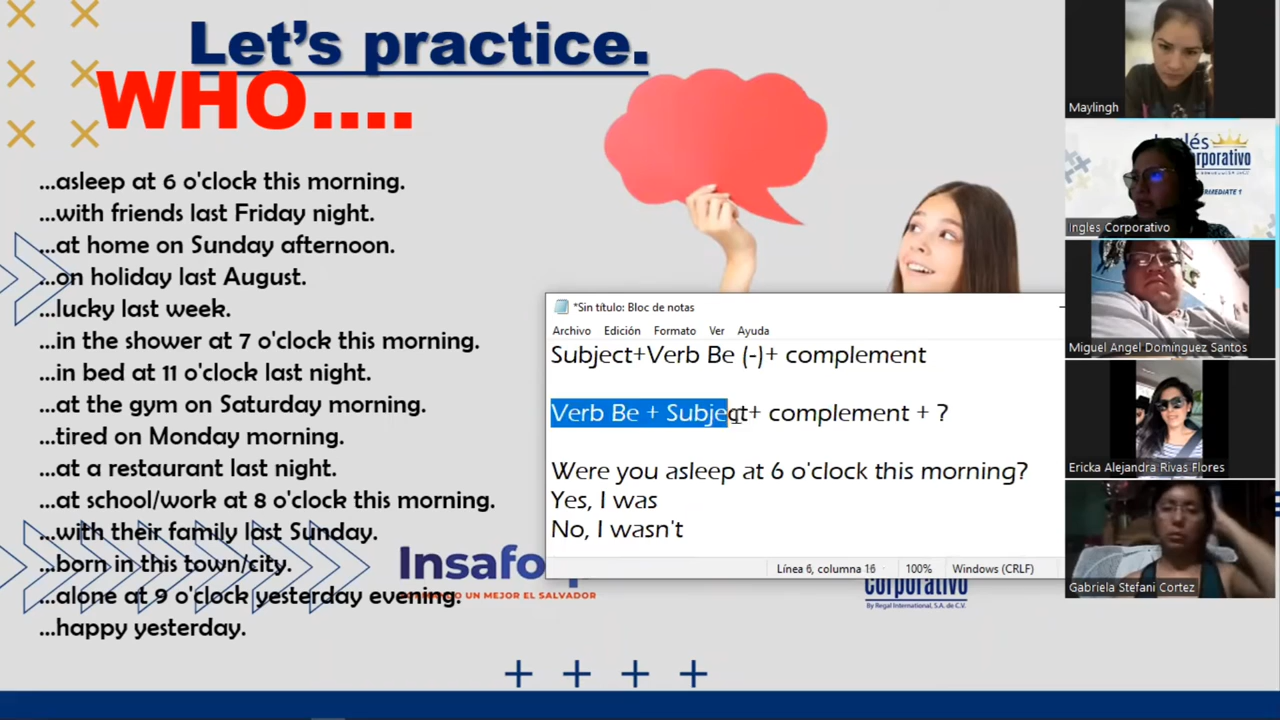 Let's practice.
WHO....
...asleep at 6 o'clock this morning.
...with friends last Friday night.
...at home on Sunday afternoon.
...on holiday last August.
...lucky last week.
...in the shower at 7 o'clock this morning.
...in bed at 11 o'clock last night.
...at the gym on Saturday morning.
...tired on Monday morning.
...at a restaurant last night.
...at school/work at 8 o'clock this morning.
...with their family last Sunday.
...born in this town/city.
...alone at 9 o'clock yesterday evening.
...happy yesterday.
*Sin título: Bloc de notas
Archivo Edición Formato Ver Ayuda
Subject+Verb Be (-)+ complement
Verb Be + Subject+ complement + ?
Were you asleep at 6 o'clock this morning?
Yes, I was
No, I wasn't
Línea 6, columna 16 100% Windows (CRLF)
UN MEJOR EL SALVADOR
corporativo
By Regal International, S.A. de C.V.
Maylingh
Inglés
Ingles Corporativo
Miguel Angel Dominguez Santos
Ericka Alejandra Rivas Flores
Gabriela Stefani Cortez